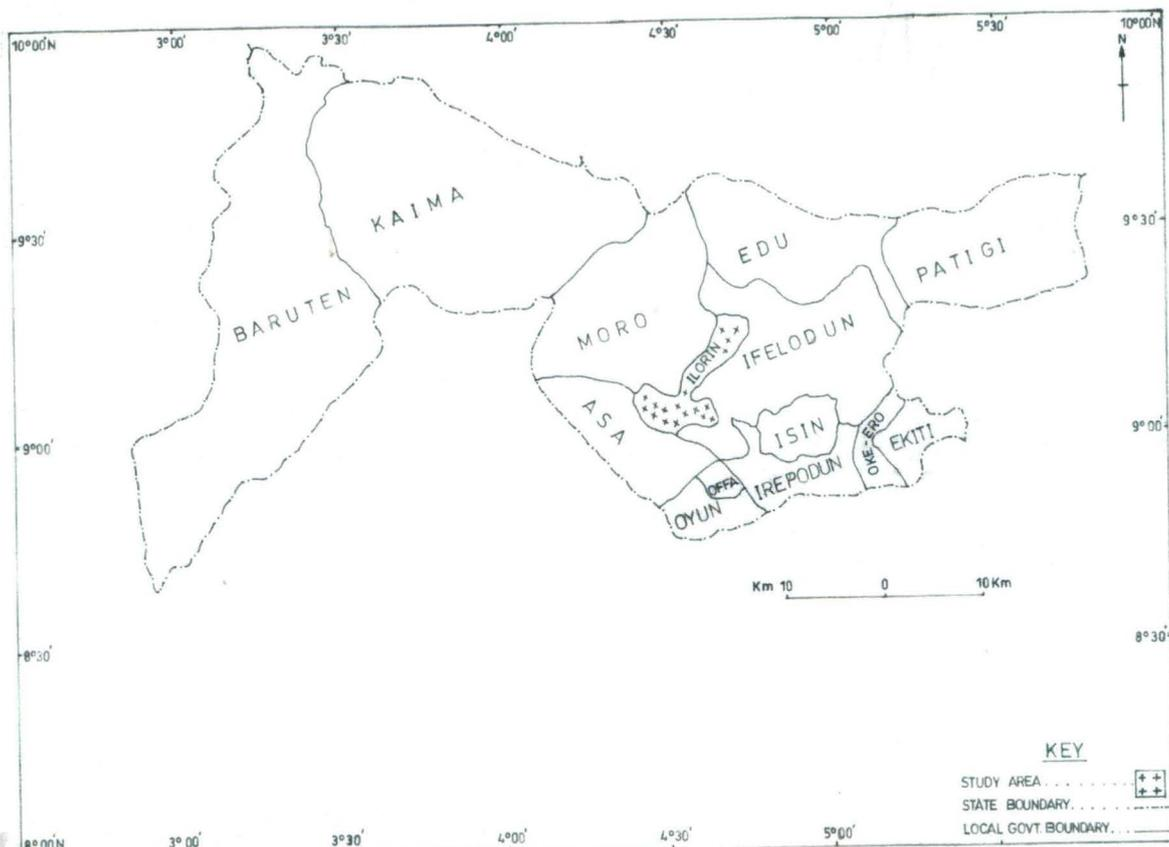 10°00'N 3°00' 3°30' 4°00' 4°30' 5°00' 5°30' 10°00N
N
KAIMA
9°30'
9°30'
EDU
PATIGI
BARUTEN
MORO
IFELODUN
ILORIN
ASA
9°00'
9°00'
ISIN
OKE-ERO
EKITI
OFFA
IREPODUN
OYUN
Km 10 0 10 Km
8°30'
8°30'
KEY
STUDY AREA..........
++
++
STATE BOUNDARY........
LOCAL GOVT. BOUNDARY...
8°00N 3°00' 3°30' 4°00' 4°30' 5°00'